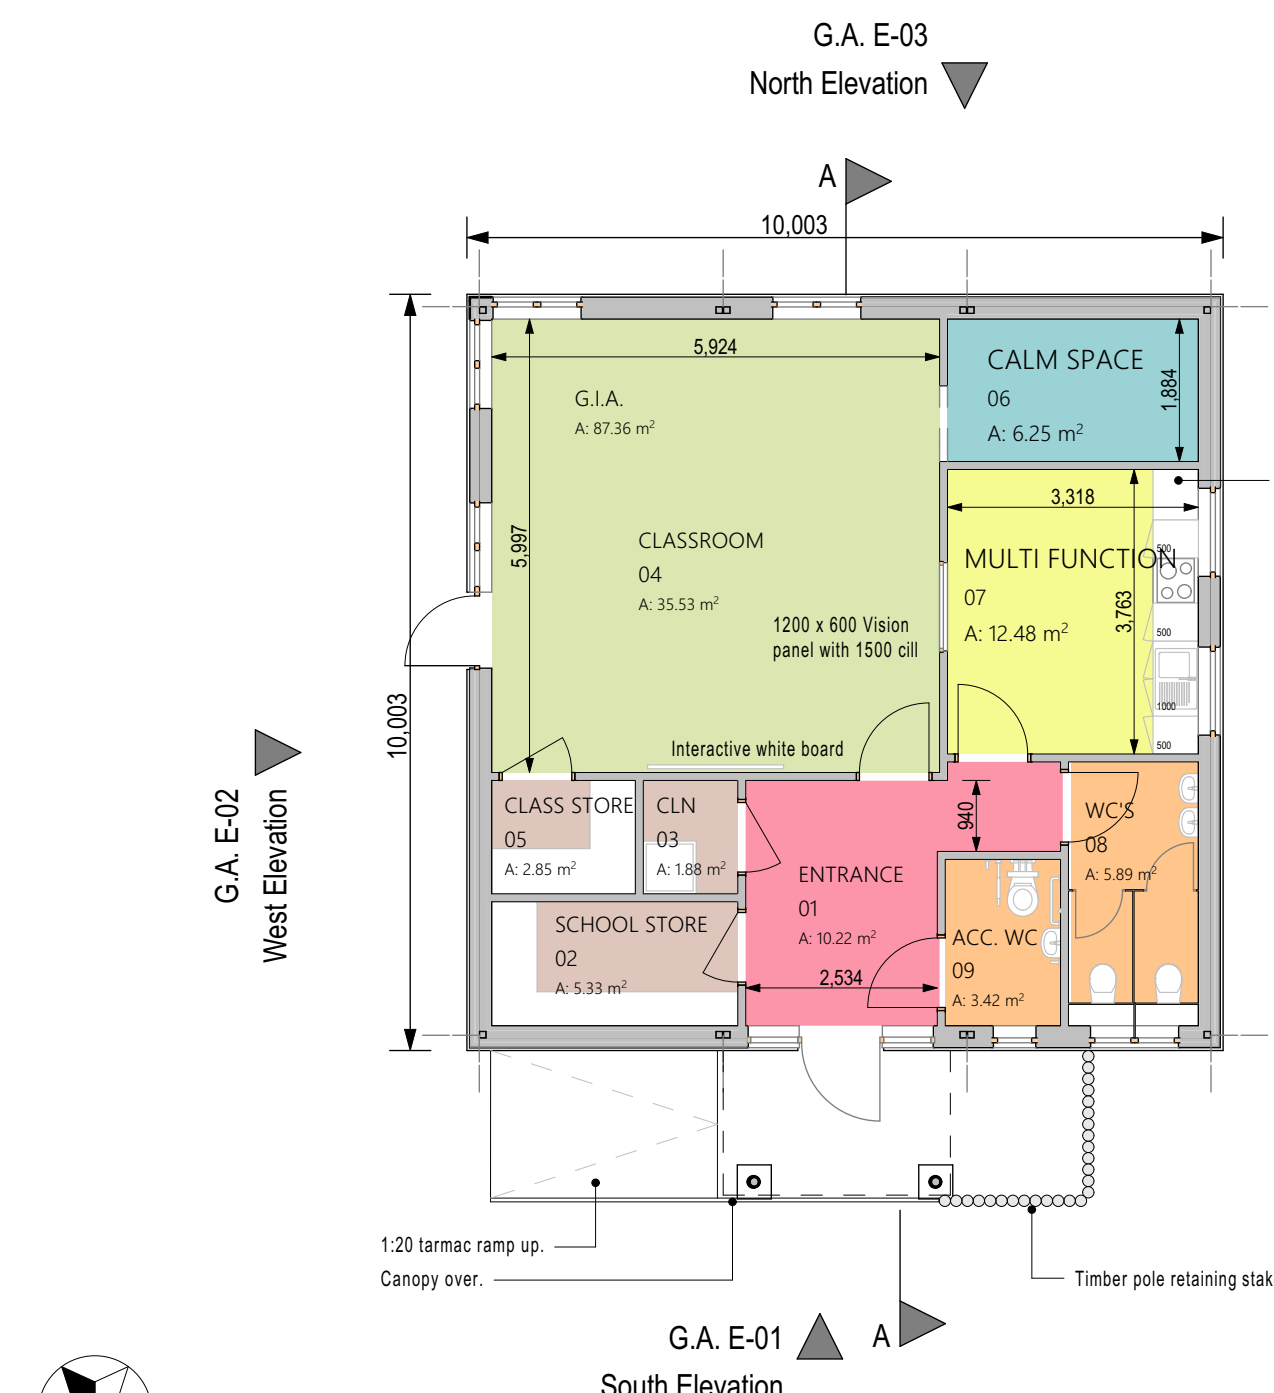 G.A. E-03
North Elevation
A
10,003
5,924
CALM SPACE
06
A: 6.25 m²
1,884
G.I.A.
A: 87.36 m²
3,318
5,997
CLASSROOM
04
A: 35.53 m²
500
MULTI FUNCTION
07
A: 12.48 m²
3,763
1200 x 600 Vision
panel with 1500 cill
500
10,003
1000
500
Interactive white board
G.A. E-02
West Elevation
CLASS STORE
05
A: 2.85 m²
CLN
03
A: 1.88 m²
940
WC'S
08
A: 5.89 m²
ENTRANCE
01
A: 10.22 m²
SCHOOL STORE
02
A: 5.33 m²
ACC. WC
09
A: 3.42 m²
2,534
1:20 tarmac ramp up.
Canopy over.
Timber pole retaining stak
G.A. E-01
A
South Elevation